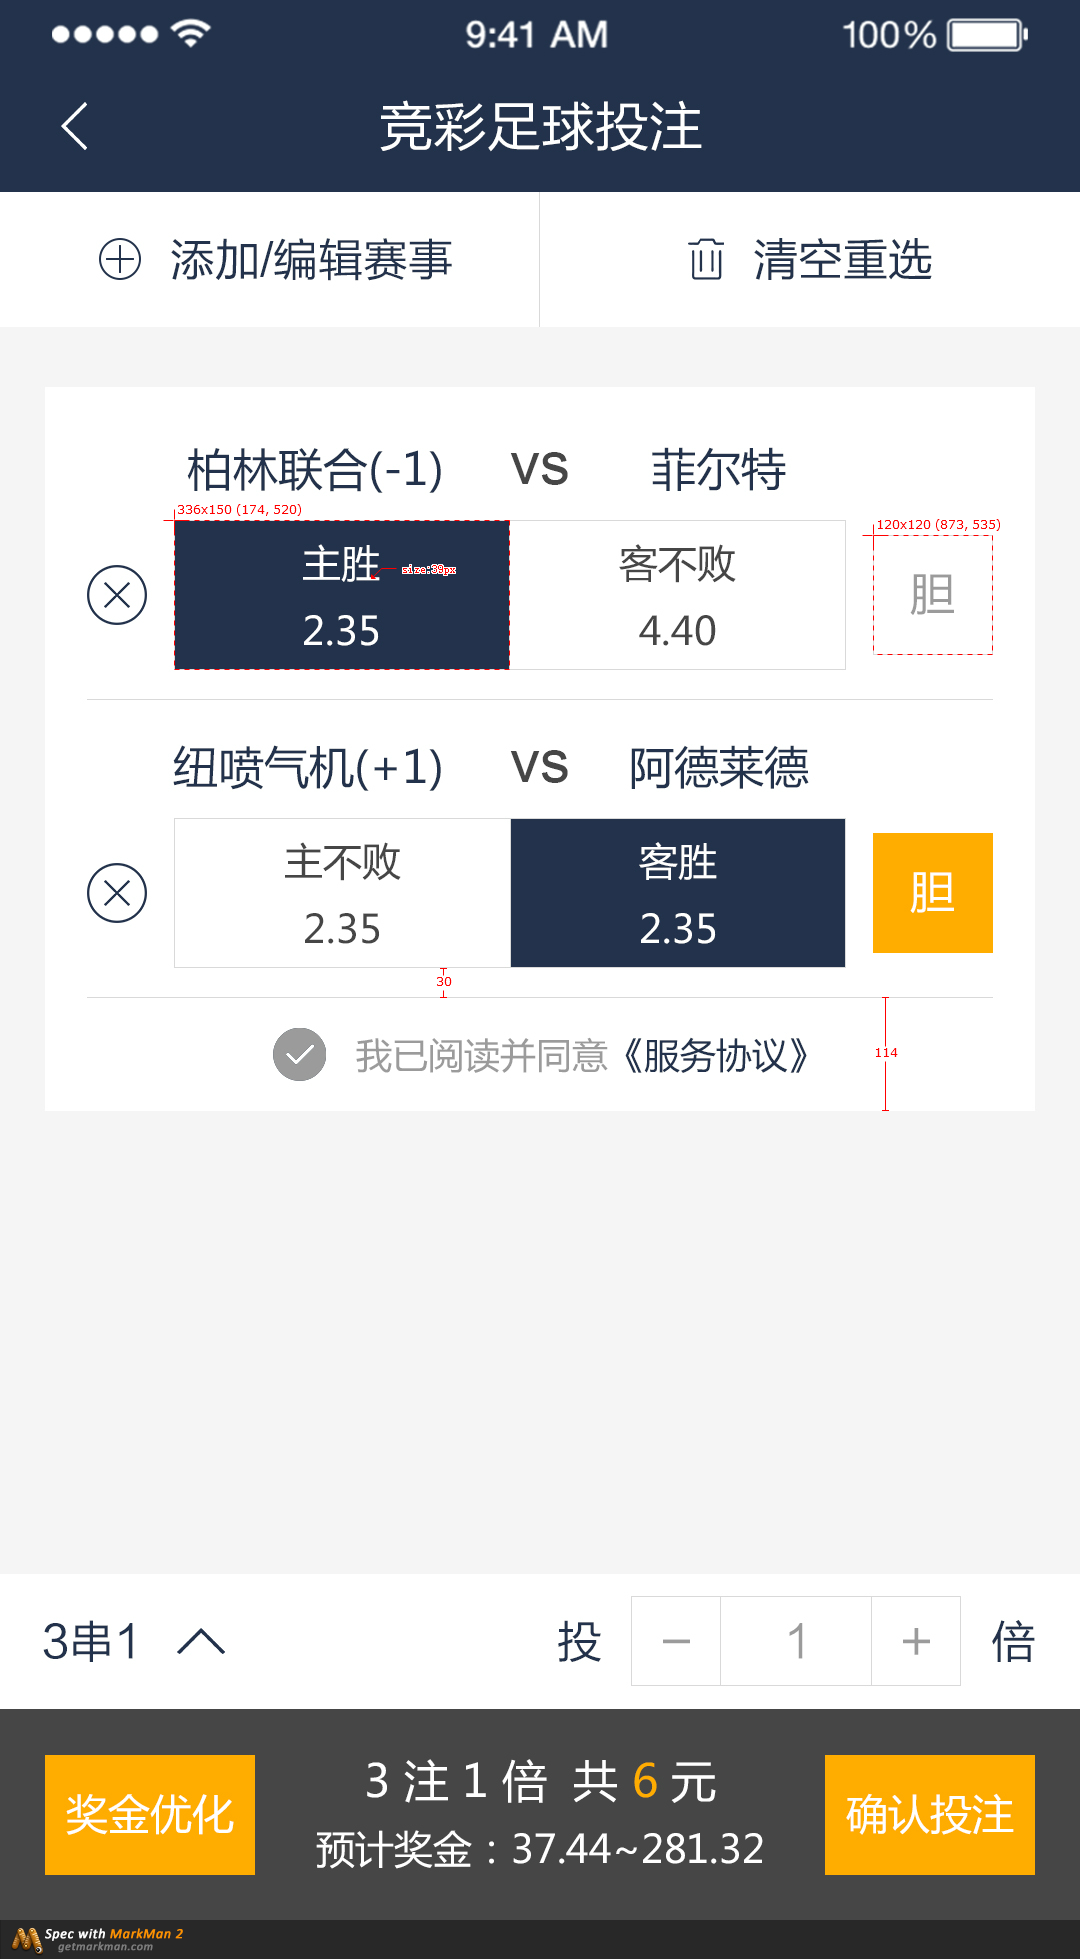 9:41 AM 100%
竞彩足球投注
添加/编辑赛事 清空重选
柏林联合(-1) VS 菲尔特
336x150 (174, 520)
120x120 (873, 535)
主胜 客不败
size:39px
胆
2.35 4.40
纽喷气机(+1) VS 阿德莱德
主不败 客胜
胆
2.35 2.35
30
我已阅读并同意《服务协议》
114
3串1 投 1 倍
3 注 1 倍 共 6 元
奖金优化 确认投注
预计奖金：37.44~281.32
Spec with MarkMan 2
getmarkman.com